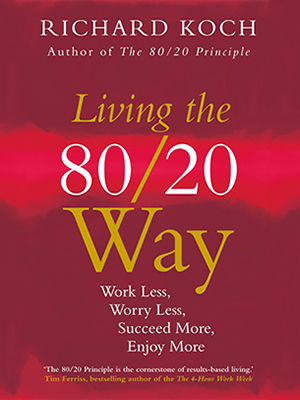 RICHARD KOCH
Author of The 80/20 Principle
Living the
80/20
Way
Work Less,
Worry Less,
Succeed More,
Enjoy More
'The 80/20 Principle is the cornerstone of results-based living.'
Tim Ferriss, bestselling author of the The 4-Hour Work Week